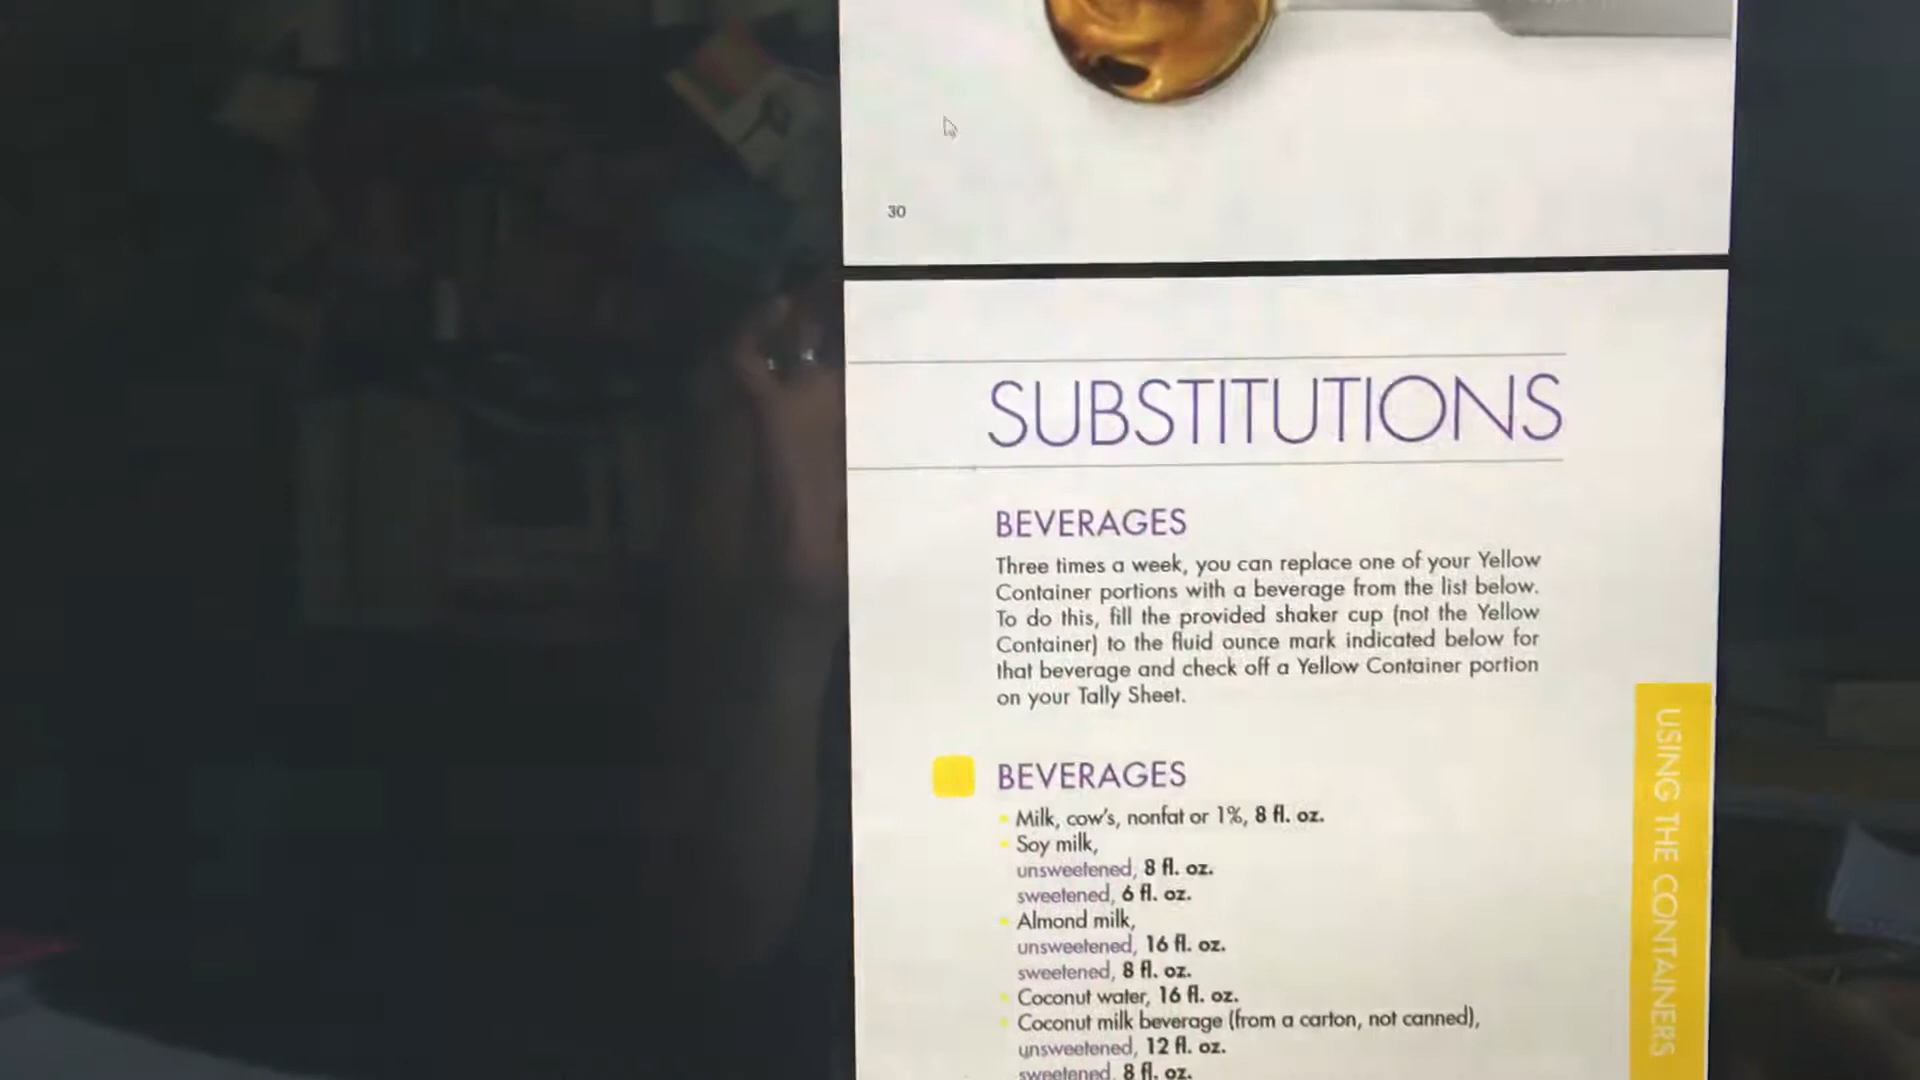 30
SUBSTITUTIONS
BEVERAGES
Three times a week, you can replace one of your Yellow
Container portions with a beverage from the list below.
To do this, fill the provided shaker cup (not the Yellow
Container) to the fluid ounce mark indicated below for
that beverage and check off a Yellow Container portion
on your Tally Sheet.
BEVERAGES
• Milk, cow's, nonfat or 1%, 8 fl. oz.
• Soy milk,
unsweetened, 8 fl. oz.
sweetened, 6 fl. oz.
• Almond milk,
unsweetened, 16 fl. oz.
sweetened, 8 fl. oz.
• Coconut water, 16 fl. oz.
• Coconut milk beverage (from a carton, not canned),
unsweetened, 12 fl. oz.
sweetened, 8 fl. oz.
USING THE CONTAINERS